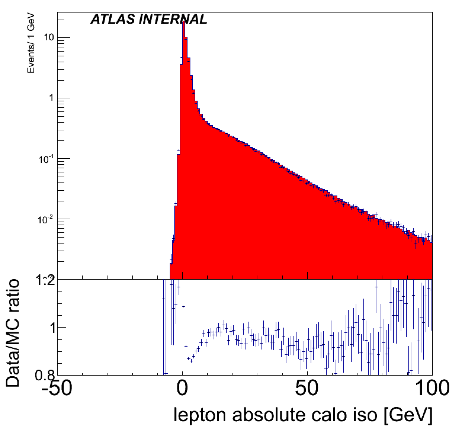 ATLAS INTERNAL
Events/ 1 GeV
10
1
10⁻¹
10⁻²
Data/MC ratio
1.2
1
0.8
-50 0 50 100
lepton absolute calo iso [GeV]